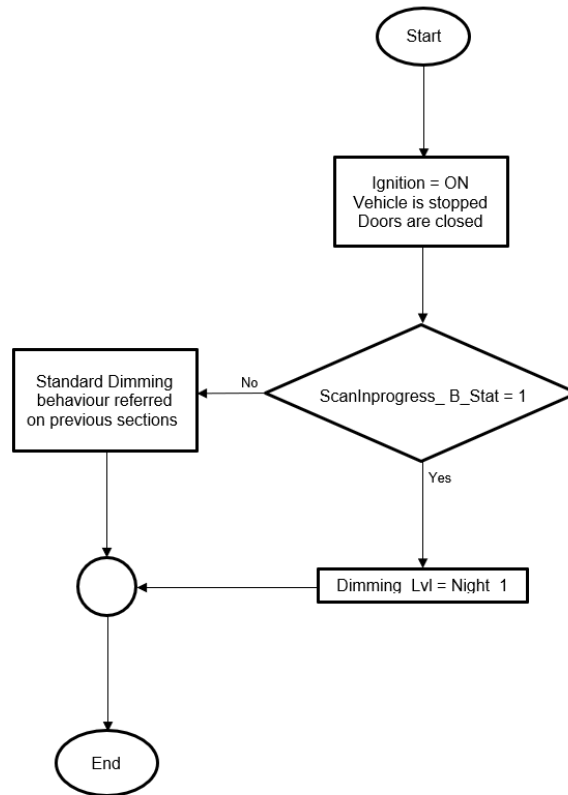 Start
Ignition = ON
Vehicle is stopped
Doors are closed
ScanInprogress_ B_Stat = 1
No
Standard Dimming
behaviour referred
on previous sections
Yes
Dimming_Lvl = Night_1
End